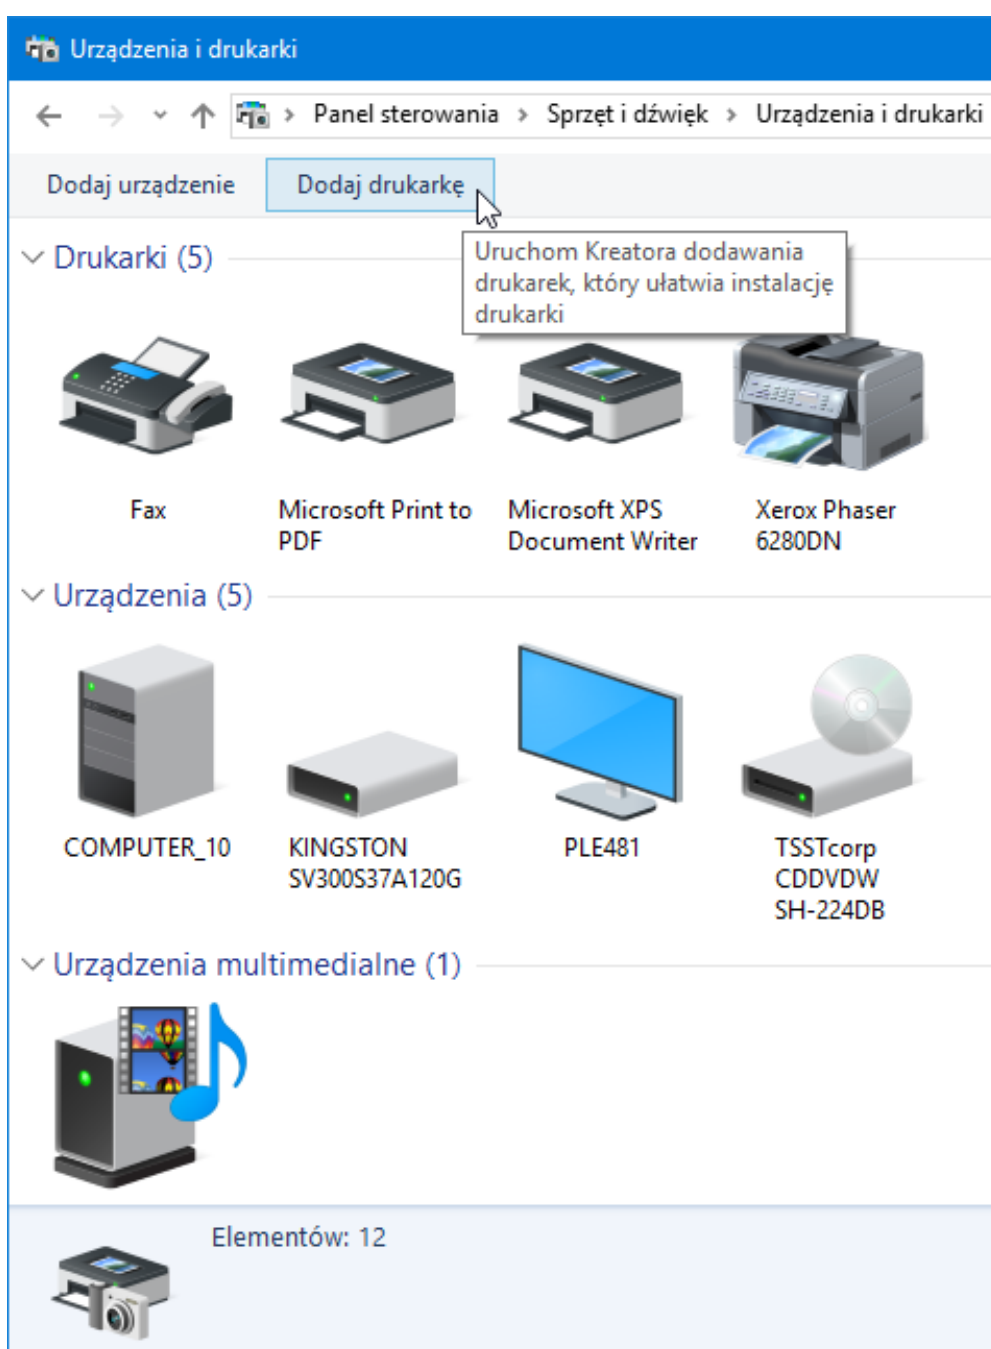 Urządzenia i drukarki
Panel sterowania > Sprzęt i dźwięk > Urządzenia i drukarki
Dodaj urządzenie Dodaj drukarkę
Uruchom Kreatora dodawania
drukarek, który ułatwia instalację
drukarki
Drukarki (5)
Fax
Microsoft Print to
PDF
Microsoft XPS
Document Writer
Xerox Phaser
6280DN
Urządzenia (5)
COMPUTER_10
KINGSTON
SV300S37A120G
PLE481
TSSTcorp
CDDVDW
SH-224DB
Urządzenia multimedialne (1)
Elementów: 12